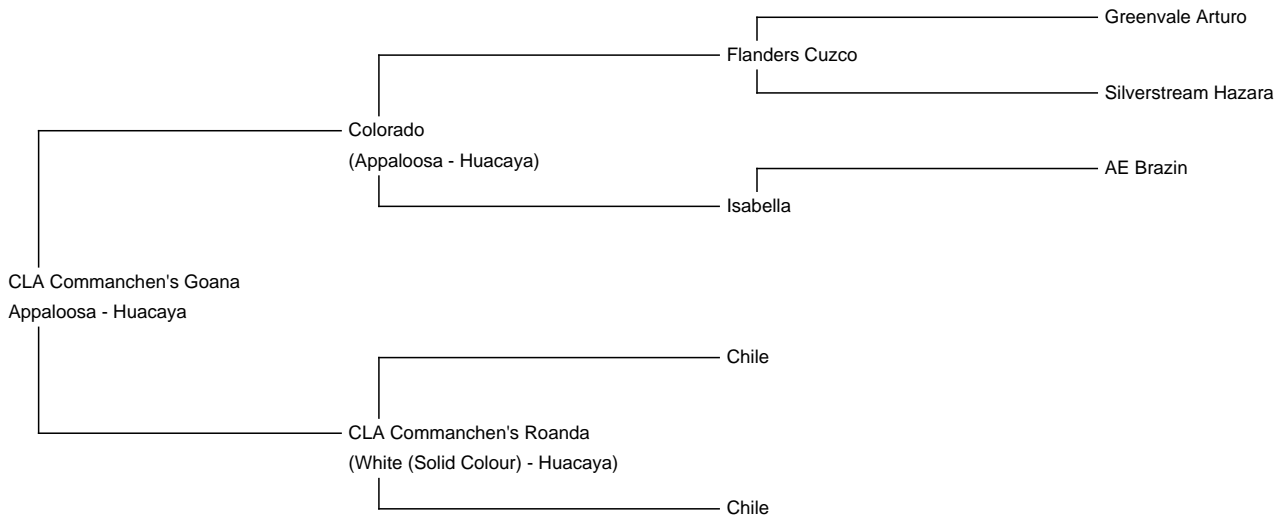 Greenvale Arturo
Flanders Cuzco
Silverstream Hazara
Colorado
(Appaloosa - Huacaya)
AE Brazin
Isabella
CLA Commanchen's Goana
Appaloosa - Huacaya
Chile
CLA Commanchen's Roanda
(White (Solid Colour) - Huacaya)
Chile